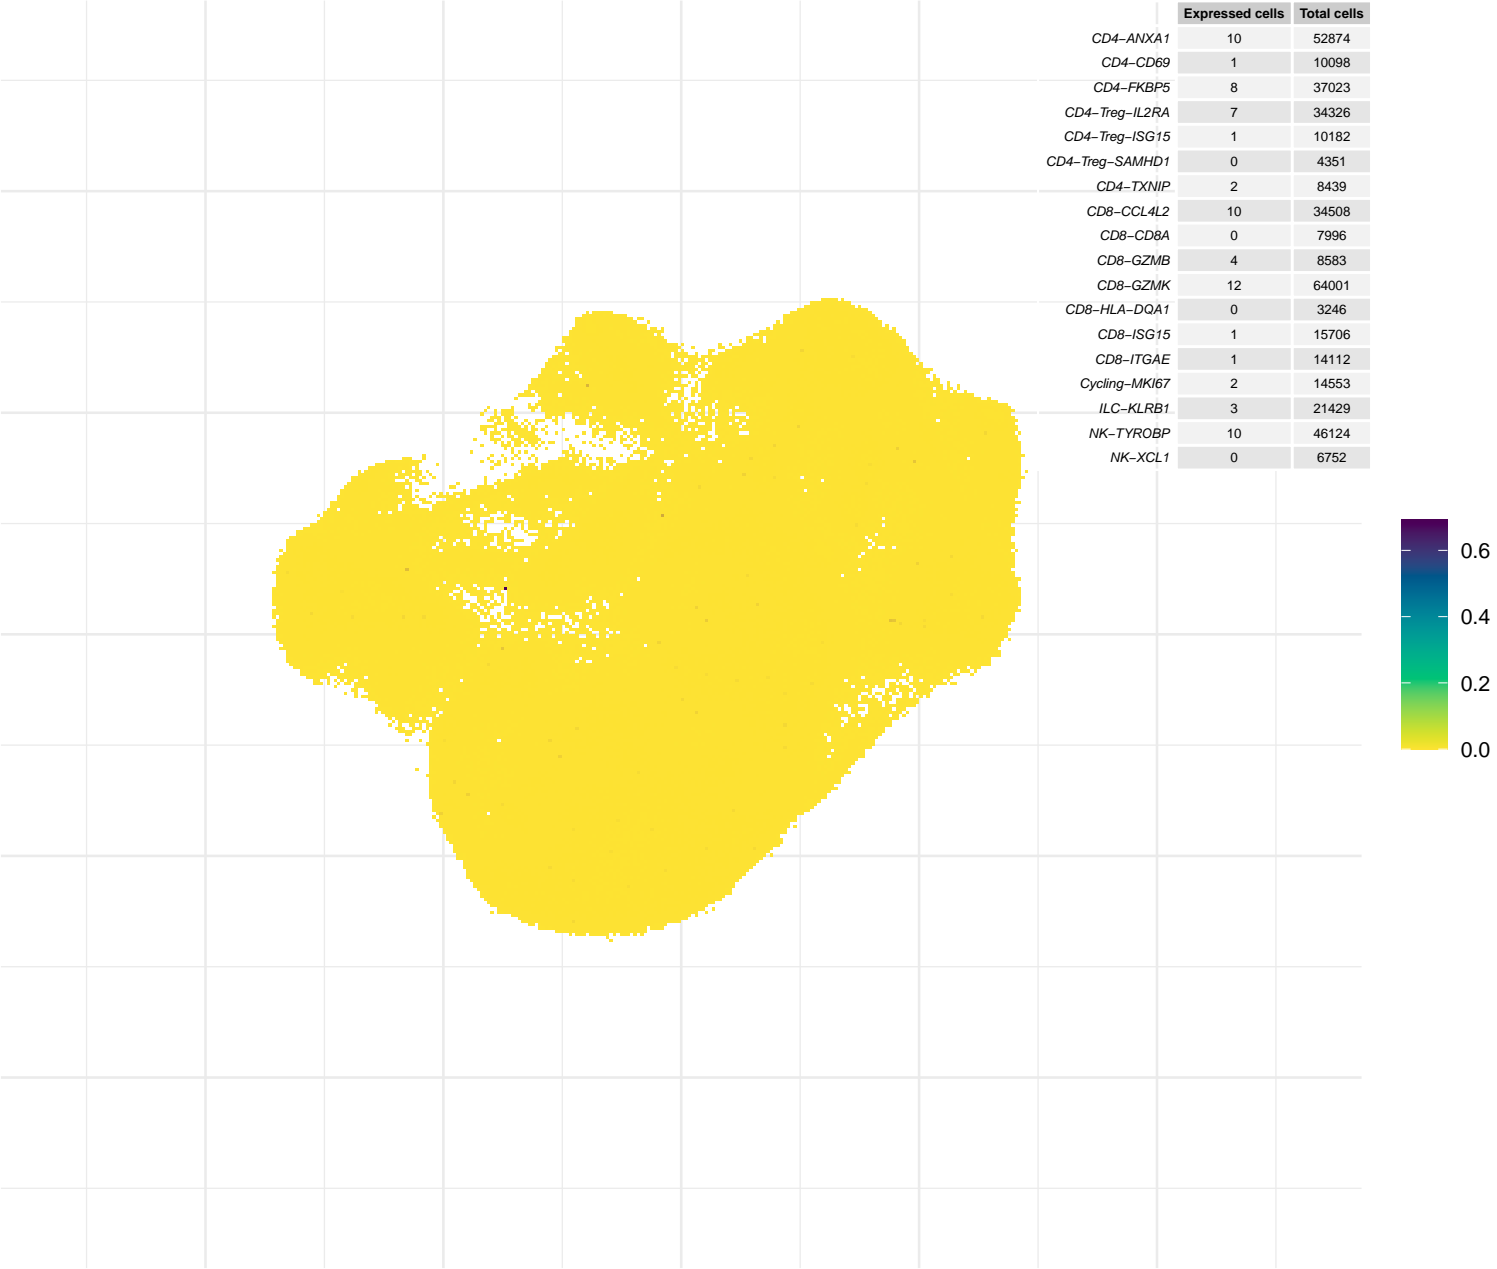 Expressed cells Total cells
CD4−ANXA1 10 52874
CD4−CD69 1 10098
CD4−FKBP5 8 37023
CD4−Treg−IL2RA 7 34326
CD4−Treg−ISG15 1 10182
CD4−Treg−SAMHD1 0 4351
CD4−TXNIP 2 8439
CD8−CCL4L2 10 34508
CD8−CD8A 0 7996
CD8−GZMB 4 8583
CD8−GZMK 12 64001
CD8−HLA−DQA1 0 3246
CD8−ISG15 1 15706
CD8−ITGAE 1 14112
Cycling−MKI67 2 14553
ILC−KLRB1 3 21429
NK−TYROBP 10 46124
NK−XCL1 0 6752
0.6
0.4
0.2
0.0